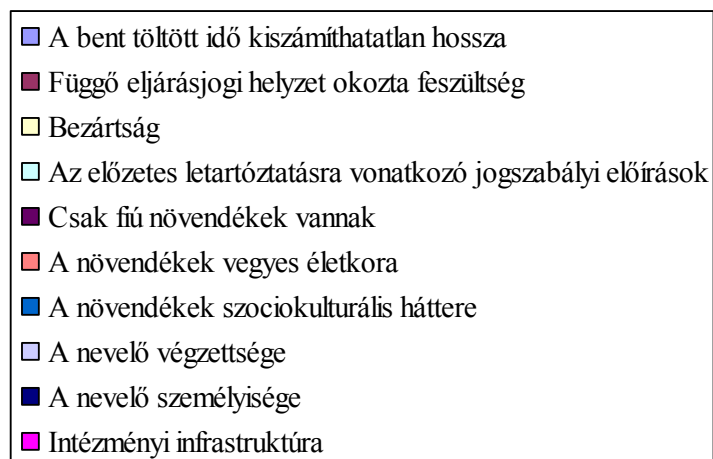 A bent töltött idő kiszámíthatatlan hossza
Függő eljárásjogi helyzet okozta feszültség
Bezártság
Az előzetes letartóztatásra vonatkozó jogszabályi előírások
Csak fiú növendékek vannak
A növendékek vegyes életkora
A növendékek szociokulturális háttere
A nevelő végzettsége
A nevelő személyisége
Intézményi infrastruktúra